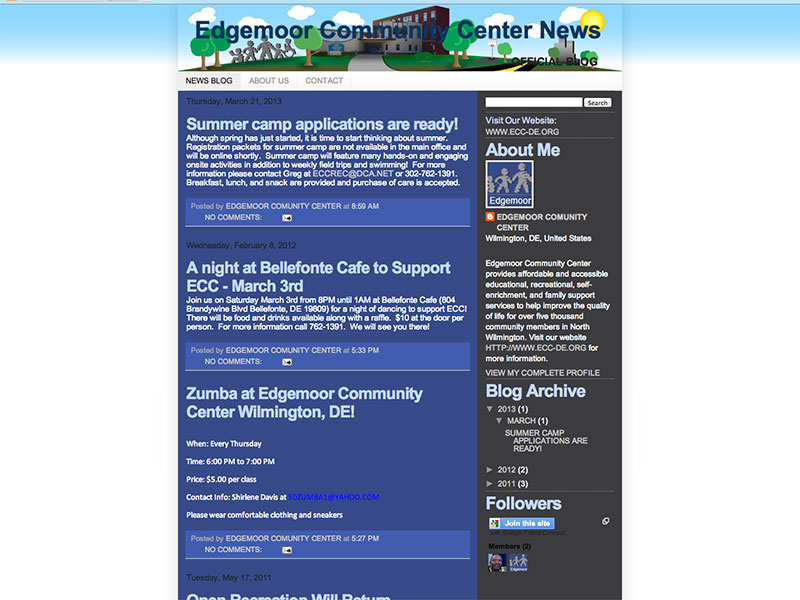 Edgemoor Community Center News
OFFICIAL BLOG
NEWS BLOG
ABOUT US
CONTACT
Thursday, March 21, 2013
Summer camp applications are ready!
Although spring has just started, it is time to start thinking about summer.
Registration packets for summer camp are not available in the main office and
will be online shortly. Summer camp will feature many hands-on and engaging
onsite activities in addition to weekly field trips and swimming! For more
information please contact Greg at ECCREC@DCA.NET or 302-762-1391.
Breakfast, lunch, and snack are provided and purchase of care is accepted.
Posted by EDGEMOOR COMUNITY CENTER at 8:59 AM
NO COMMENTS:
Wednesday, February 8, 2012
A night at Bellefonte Cafe to Support
ECC - March 3rd
Join us on Saturday March 3rd from 8PM until 1AM at Bellefonte Cafe (804
Brandywine Blvd Bellefonte, DE 19809) for a night of dancing to support ECC!
There will be food and drinks available along with a raffle. $10 at the door per
person. For more information call 762-1391. We will see you there!
Posted by EDGEMOOR COMUNITY CENTER at 5:33 PM
NO COMMENTS:
Zumba at Edgemoor Community
Center Wilmington, DE!
When: Every Thursday
Time: 6:00 PM to 7:00 PM
Price: $5.00 per class
Contact Info: Shirlene Davis at SDZUMBA1@YAHOO.COM
Please wear comfortable clothing and sneakers
Posted by EDGEMOOR COMUNITY CENTER at 5:27 PM
NO COMMENTS:
Tuesday, May 17, 2011
Open Recreation Will Return
Search
Visit Our Website:
WWW.ECC-DE.ORG
About Me
Edgemoor
EDGEMOOR COMUNITY
CENTER
Wilmington, DE, United States
Edgemoor Community Center
provides affordable and accessible
educational, recreational, self-
enrichment, and family support
services to help improve the quality
of life for over five thousand
community members in North
Wilmington. Visit our website
HTTP://WWW.ECC-DE.ORG for
more information.
VIEW MY COMPLETE PROFILE
Blog Archive
▼ 2013 (1)
▼ MARCH (1)
SUMMER CAMP
APPLICATIONS ARE
READY!
► 2012 (2)
► 2011 (3)
Followers
Join this site
with Google Friend Connect
Members (2)
Edgemoor